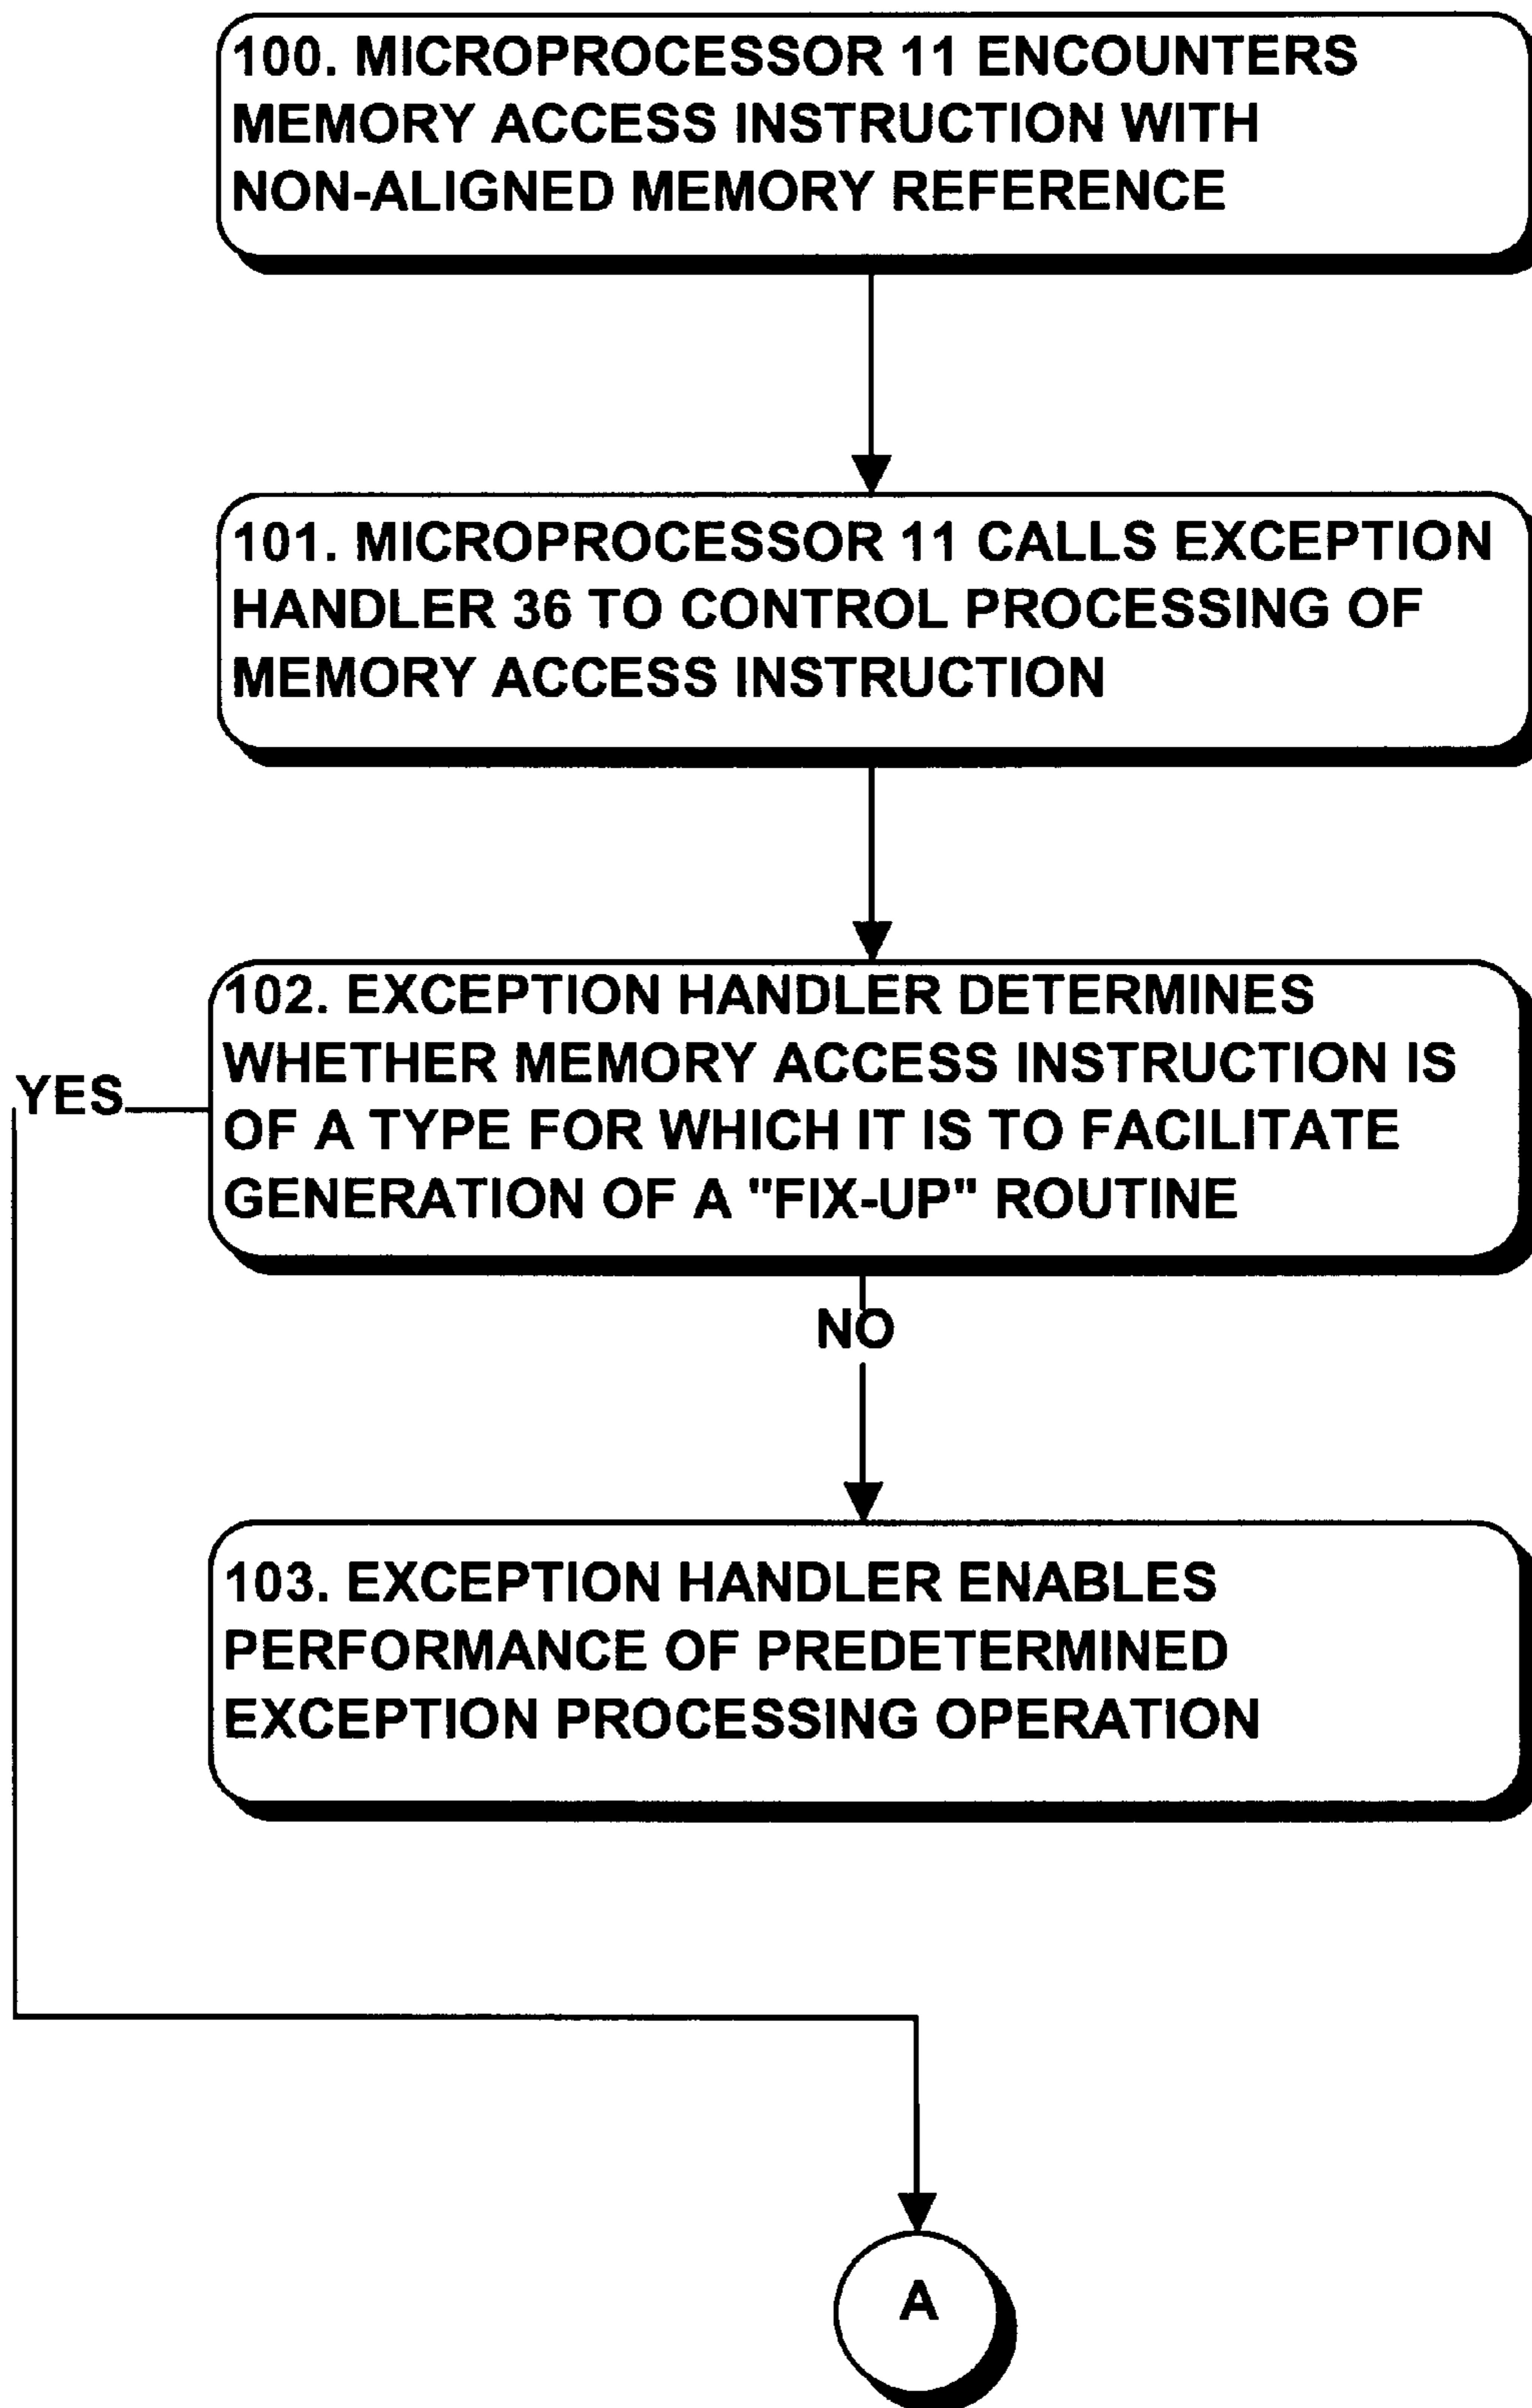 100. MICROPROCESSOR 11 ENCOUNTERS
MEMORY ACCESS INSTRUCTION WITH
NON-ALIGNED MEMORY REFERENCE
101. MICROPROCESSOR 11 CALLS EXCEPTION
HANDLER 36 TO CONTROL PROCESSING OF
MEMORY ACCESS INSTRUCTION
102. EXCEPTION HANDLER DETERMINES
WHETHER MEMORY ACCESS INSTRUCTION IS
OF A TYPE FOR WHICH IT IS TO FACILITATE
GENERATION OF A "FIX-UP" ROUTINE
YES
NO
103. EXCEPTION HANDLER ENABLES
PERFORMANCE OF PREDETERMINED
EXCEPTION PROCESSING OPERATION
A